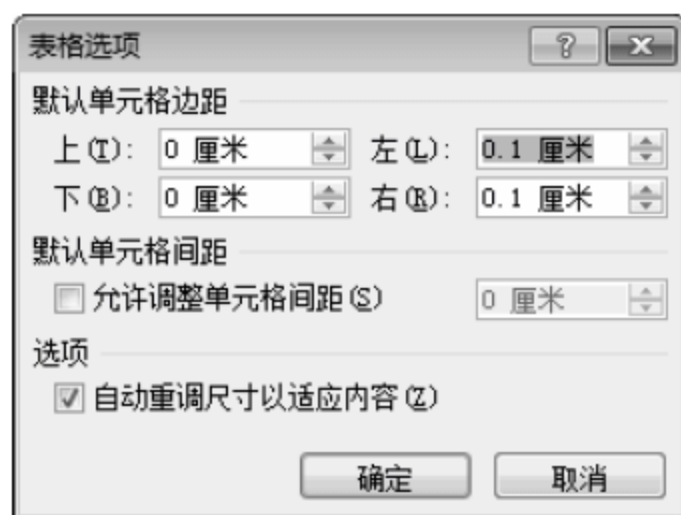 表格选项
默认单元格边距
上(T): 0 厘米 左(L): 0.1 厘米
下(B): 0 厘米 右(R): 0.1 厘米
默认单元格间距
允许调整单元格间距(S) 0 厘米
选项
自动重调尺寸以适应内容(Z)
确定 取消